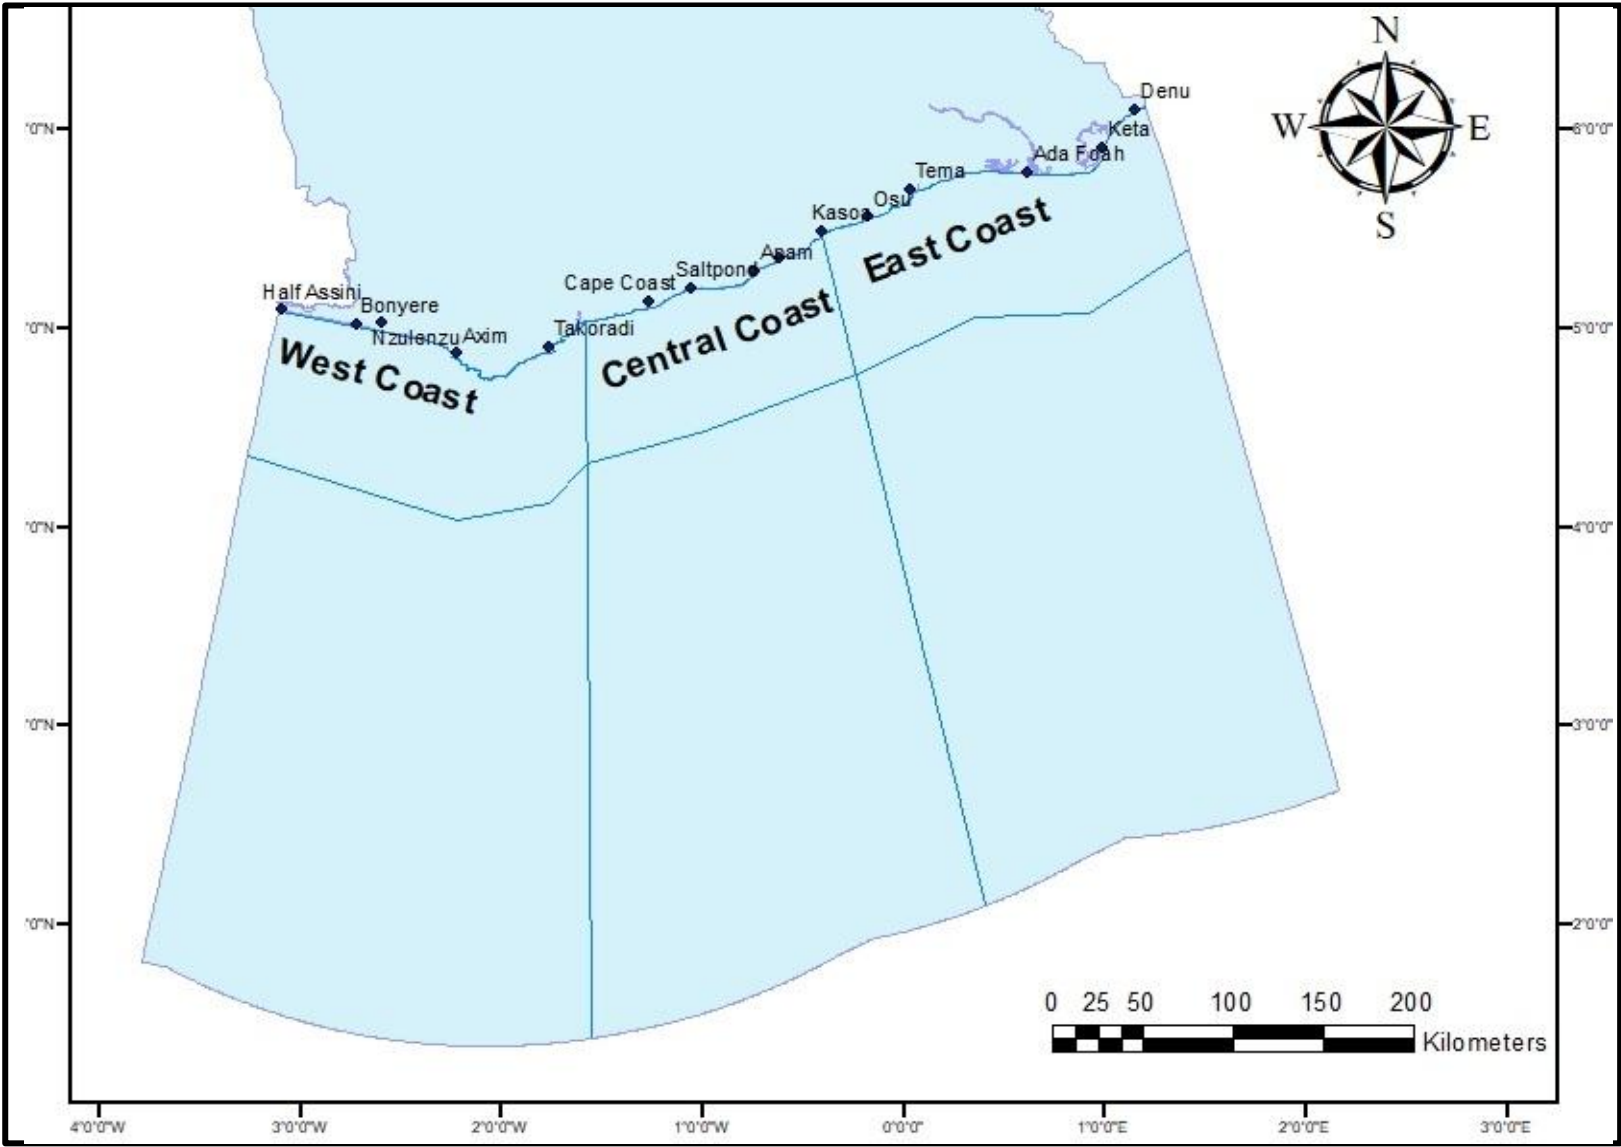 N
W
E
S
Denu
Keta
Ada Foah
Tema
Osu
Kasoa
Apam
Saltpond
Cape Coast
Takoradi
Half Assini
Bonyere
Nzulenzu
Axim
West Coast
Central Coast
East Coast
°0'"N
°0'"N
°0'"N
°0'"N
°0'"N
6°0'0"
5°0'0"
4°0'0"
3°0'0"
2°0'0"
0 25 50 100 150 200
Kilometers
4°0'0"W 3°0'0"W 2°0'0"W 1°0'0"W 0°0'0" 1°0'0"E 2°0'0"E 3°0'0"E